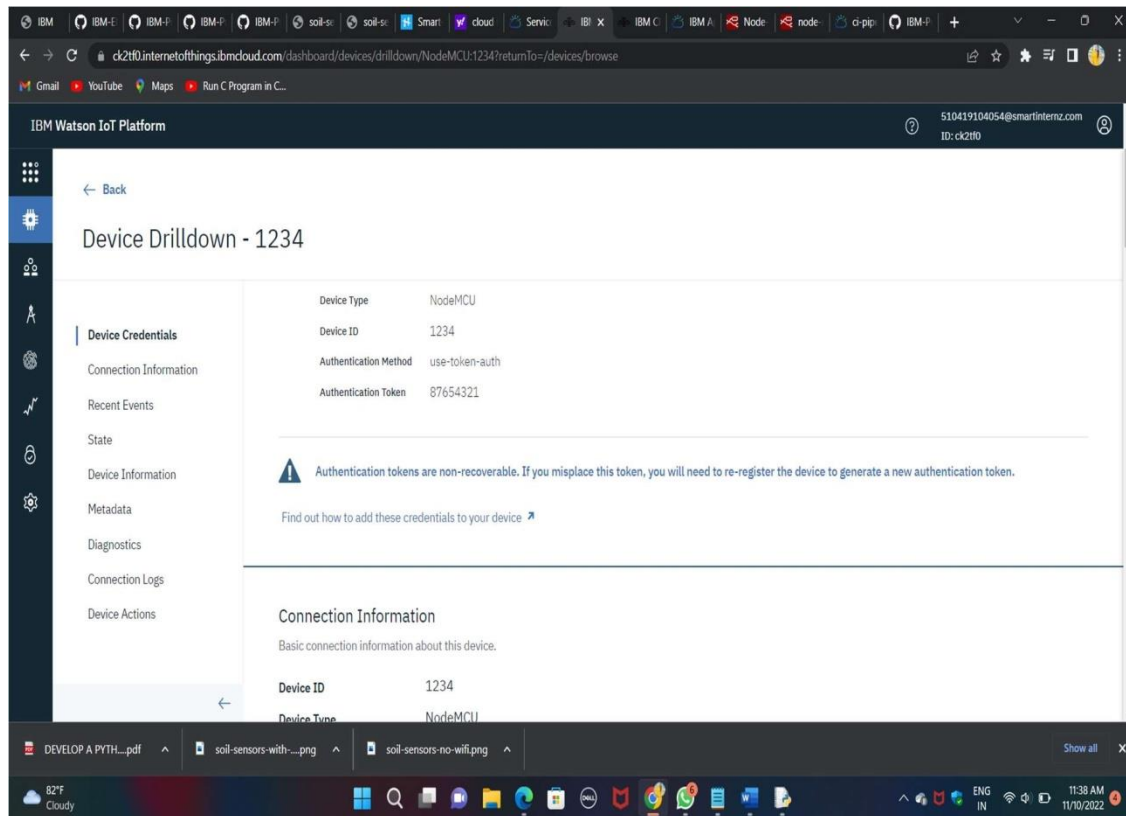 IBM IBM-E IBM-P IBM-P IBM-P soil-se soil-se Smart cloud Servic IBM IBM C IBM A Node node- ci-pip IBM-P
ck2tf0.internetofthings.ibmcloud.com/dashboard/devices/drilldown/NodeMCU:1234?returnTo=/devices/browse
Gmail YouTube Maps Run C Program in C...
IBM Watson IoT Platform
510419104054@smartinternz.com
ID: ck2tf0
← Back
Device Drilldown - 1234
Device Credentials
Connection Information
Recent Events
State
Device Information
Metadata
Diagnostics
Connection Logs
Device Actions
Device Type NodeMCU
Device ID 1234
Authentication Method use-token-auth
Authentication Token 87654321
Authentication tokens are non-recoverable. If you misplace this token, you will need to re-register the device to generate a new authentication token.
Find out how to add these credentials to your device
Connection Information
Basic connection information about this device.
Device ID 1234
Device Type NodeMCU
DEVELOP A PYTH....pdf soil-sensors-with-....png soil-sensors-no-wifi.png Show all
82°F
Cloudy
DELL
6
ENG
IN
11:38 AM
11/10/2022
4